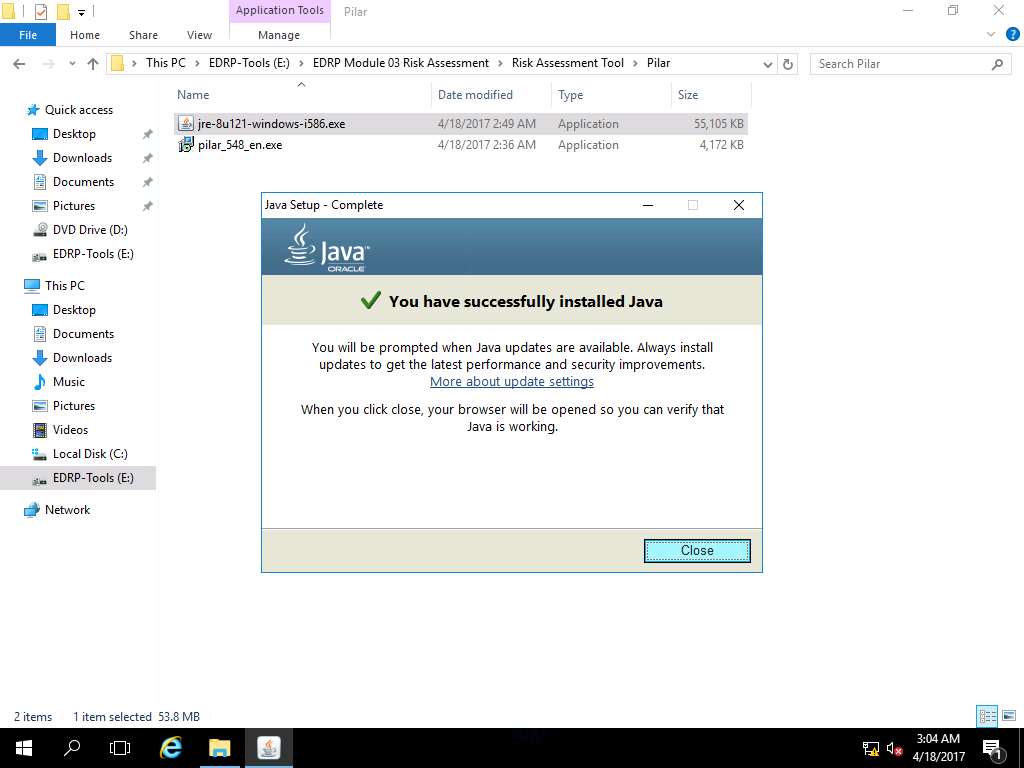 Application Tools
Pilar
File
Home
Share
View
Manage
This PC
EDRP-Tools (E:)
EDRP Module 03 Risk Assessment
Risk Assessment Tool
Pilar
Search Pilar
Name
Date modified
Type
Size
jre-8u121-windows-i586.exe
4/18/2017 2:49 AM
Application
55,105 KB
pilar_548_en.exe
4/18/2017 2:36 AM
Application
4,172 KB
Quick access
Desktop
Downloads
Documents
Pictures
DVD Drive (D:)
EDRP-Tools (E:)
This PC
Desktop
Documents
Downloads
Music
Pictures
Videos
Local Disk (C:)
EDRP-Tools (E:)
Network
Java Setup - Complete
Java™
ORACLE
You have successfully installed Java
You will be prompted when Java updates are available. Always install
updates to get the latest performance and security improvements.
More about update settings
When you click close, your browser will be opened so you can verify that
Java is working.
Close
2 items
1 item selected 53.8 MB
3:04 AM
4/18/2017
1